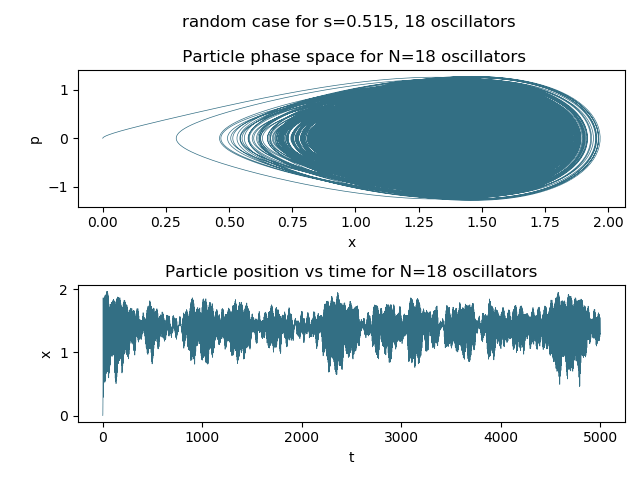 random case for s=0.515, 18 oscillators
Particle phase space for N=18 oscillators
1
0
−1
p
0.00 0.25 0.50 0.75 1.00 1.25 1.50 1.75 2.00
x
Particle position vs time for N=18 oscillators
2
1
0
x
0 1000 2000 3000 4000 5000
t